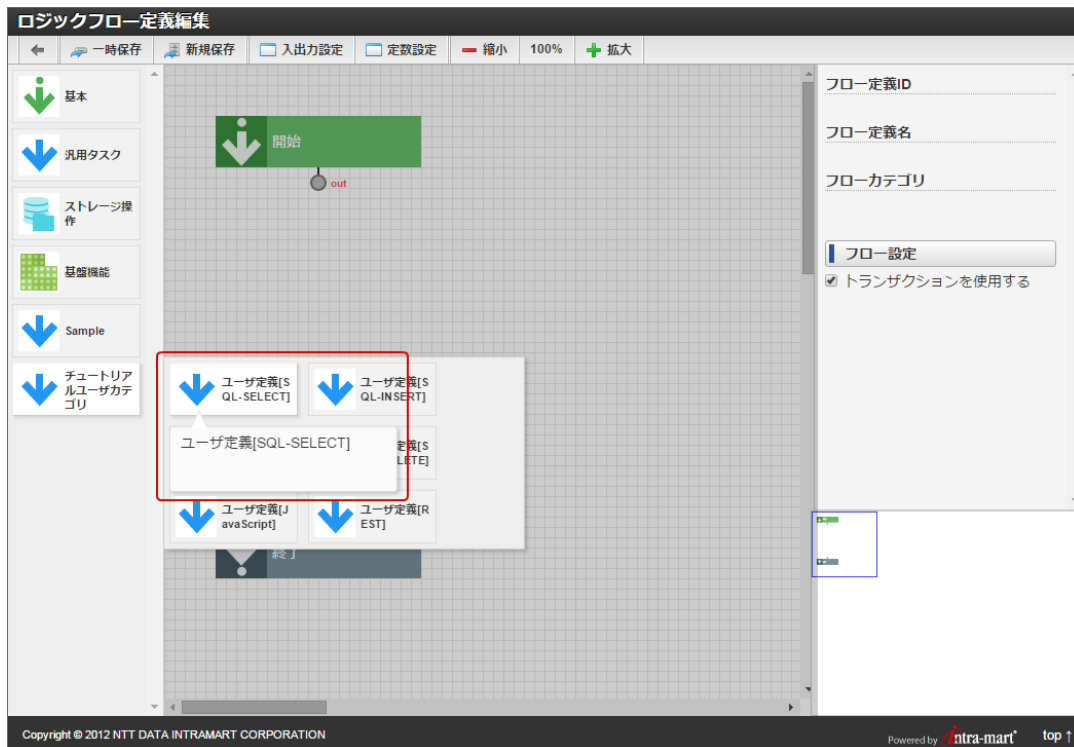 ロジックフロー定義編集
一時保存 新規保存 入出力設定 定数設定 縮小 100% 拡大
基本
汎用タスク
ストレージ操
作
基盤機能
Sample
チュートリア
ルユーザカテ
ゴリ
開始
out
ユーザ定義[S
QL-SELECT]
ユーザ定義[S
QL-INSERT]
ユーザ定義[SQL-SELECT]
定義[S
LETE]
ユーザ定義[J
avaScript]
ユーザ定義[R
EST]
終了
フロー定義ID
フロー定義名
フローカテゴリ
フロー設定
トランザクションを使用する
Copyright © 2012 NTT DATA INTRAMART CORPORATION
Powered by intra-mart
top ↑